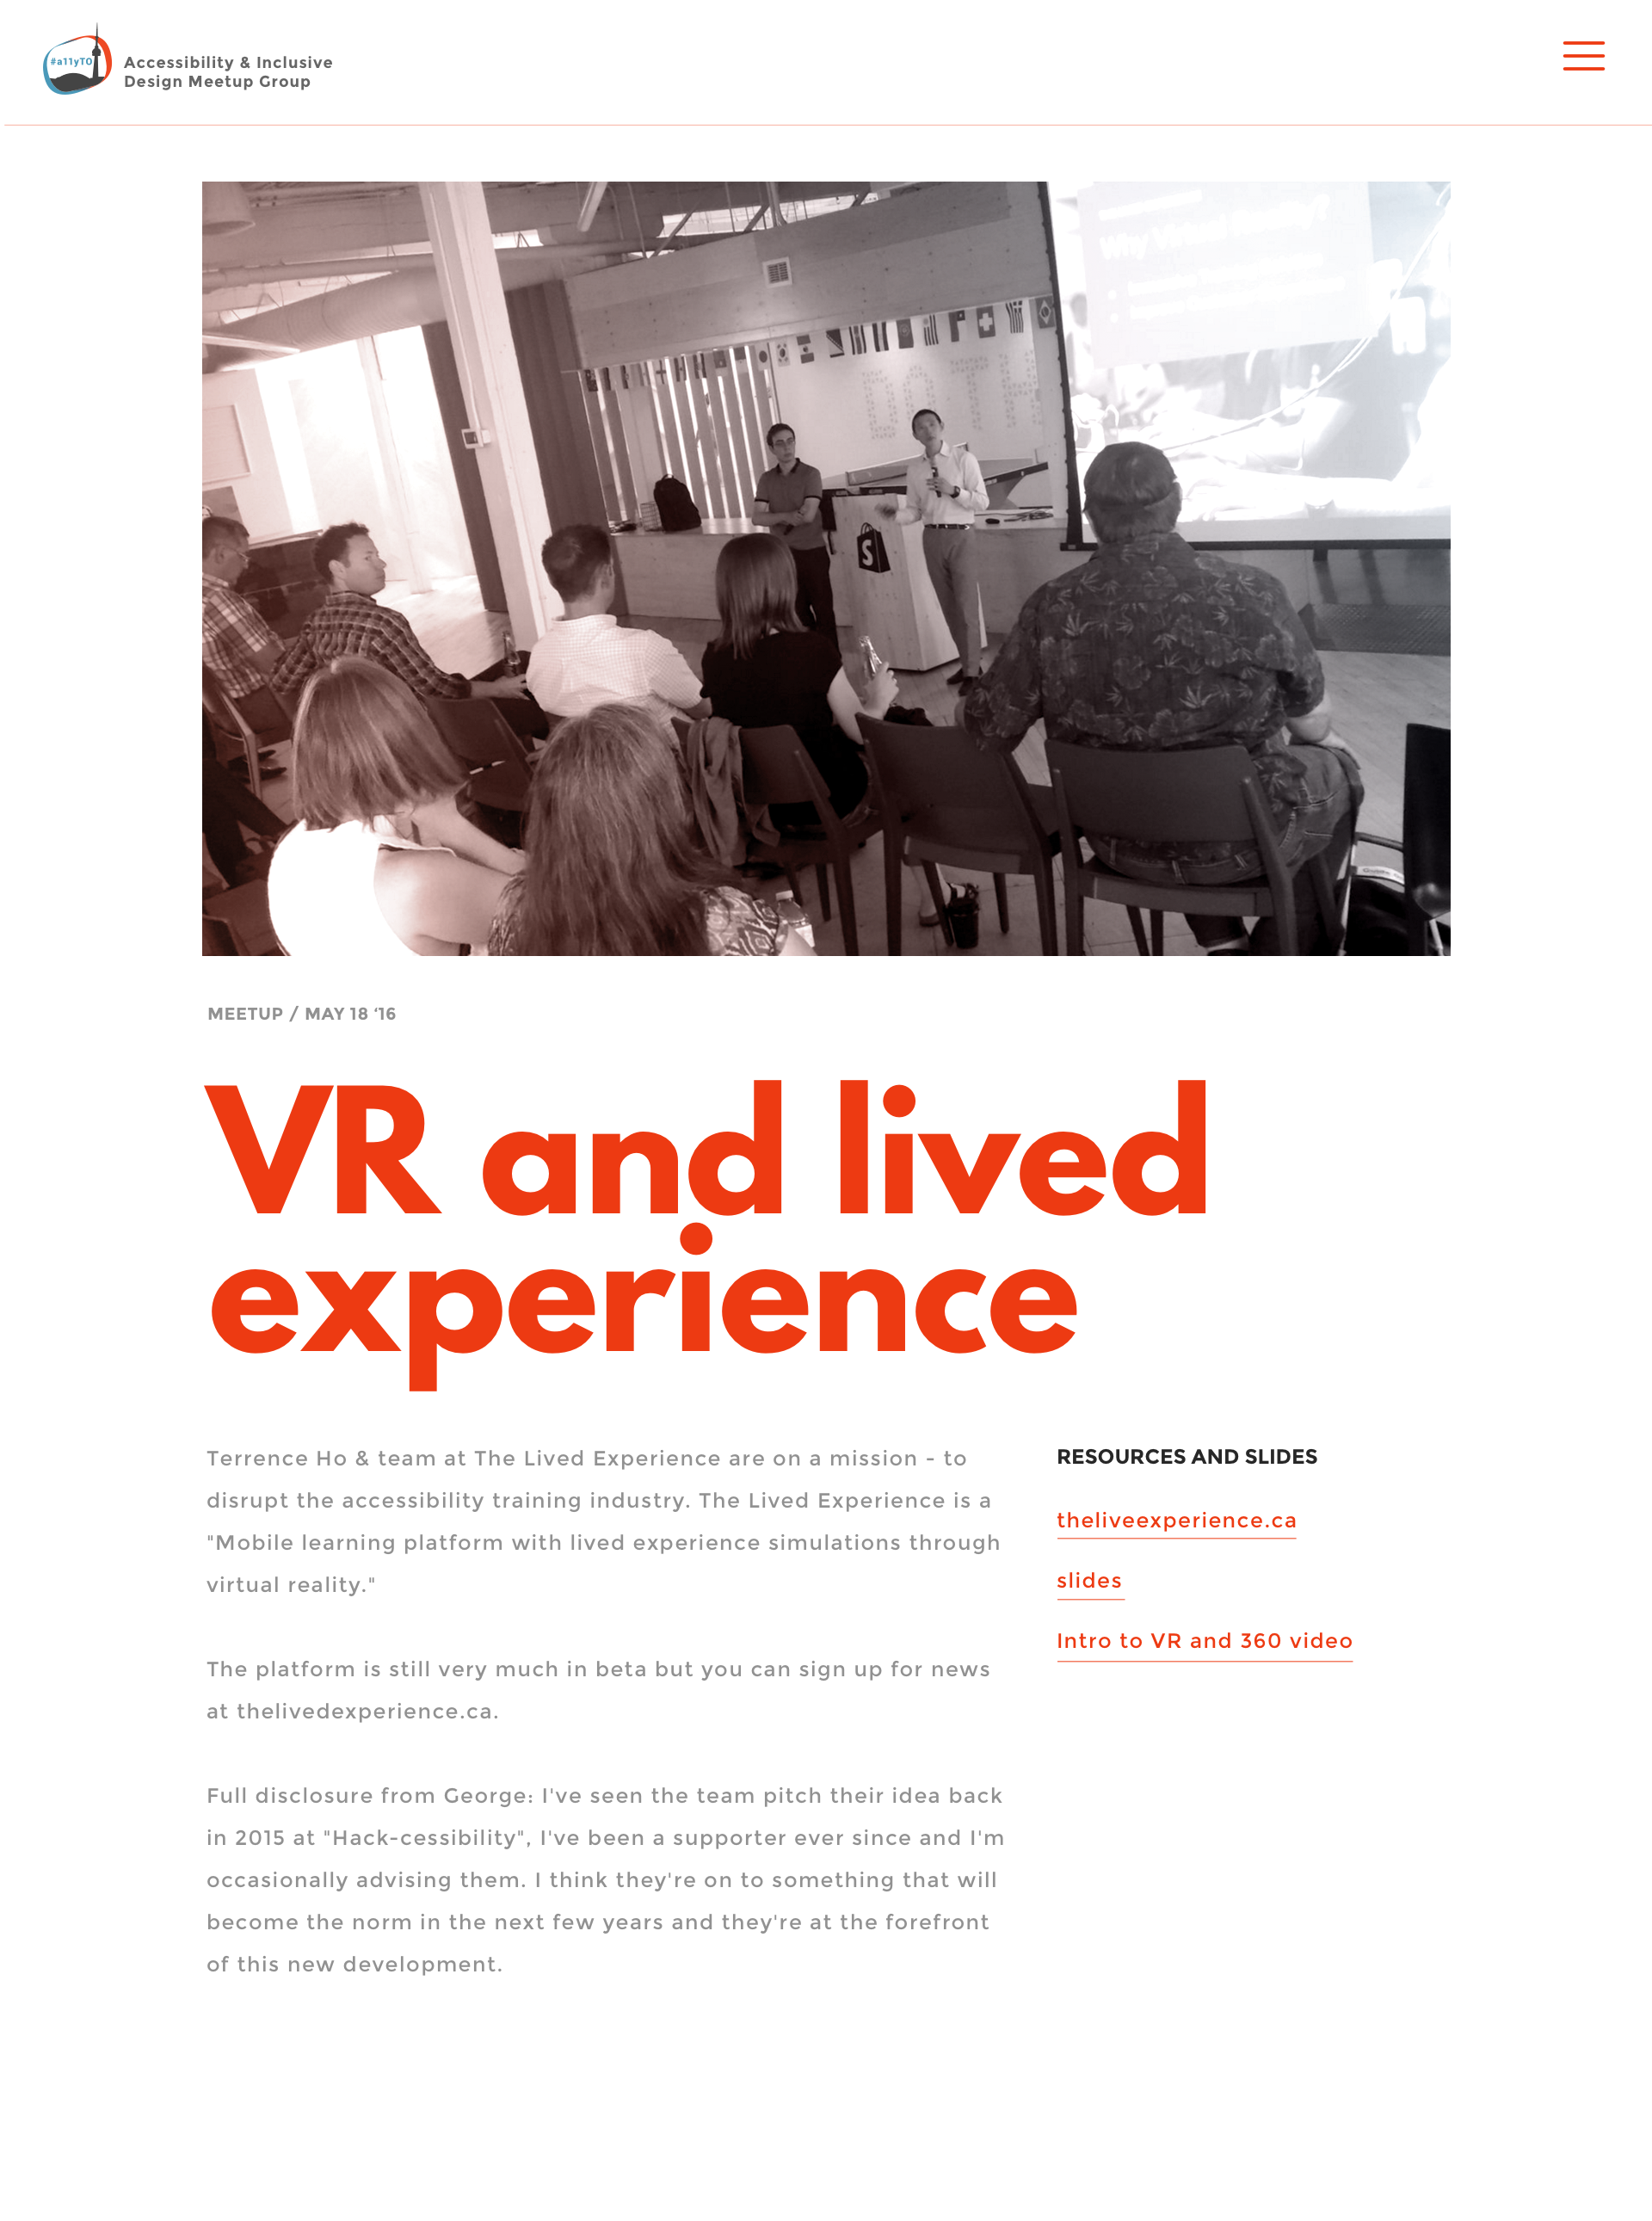 #a11yTO
Accessibility & Inclusive
Design Meetup Group
Why Virtual Reality?
S
MEETUP / MAY 18 ‘16
VR and lived
experience
Terrence Ho & team at The Lived Experience are on a mission - to
disrupt the accessibility training industry. The Lived Experience is a
"Mobile learning platform with lived experience simulations through
virtual reality."
The platform is still very much in beta but you can sign up for news
at thelivedexperience.ca.
Full disclosure from George: I've seen the team pitch their idea back
in 2015 at "Hack-cessibility", I've been a supporter ever since and I'm
occasionally advising them. I think they're on to something that will
become the norm in the next few years and they're at the forefront
of this new development.
RESOURCES AND SLIDES
theliveexperience.ca
slides
Intro to VR and 360 video